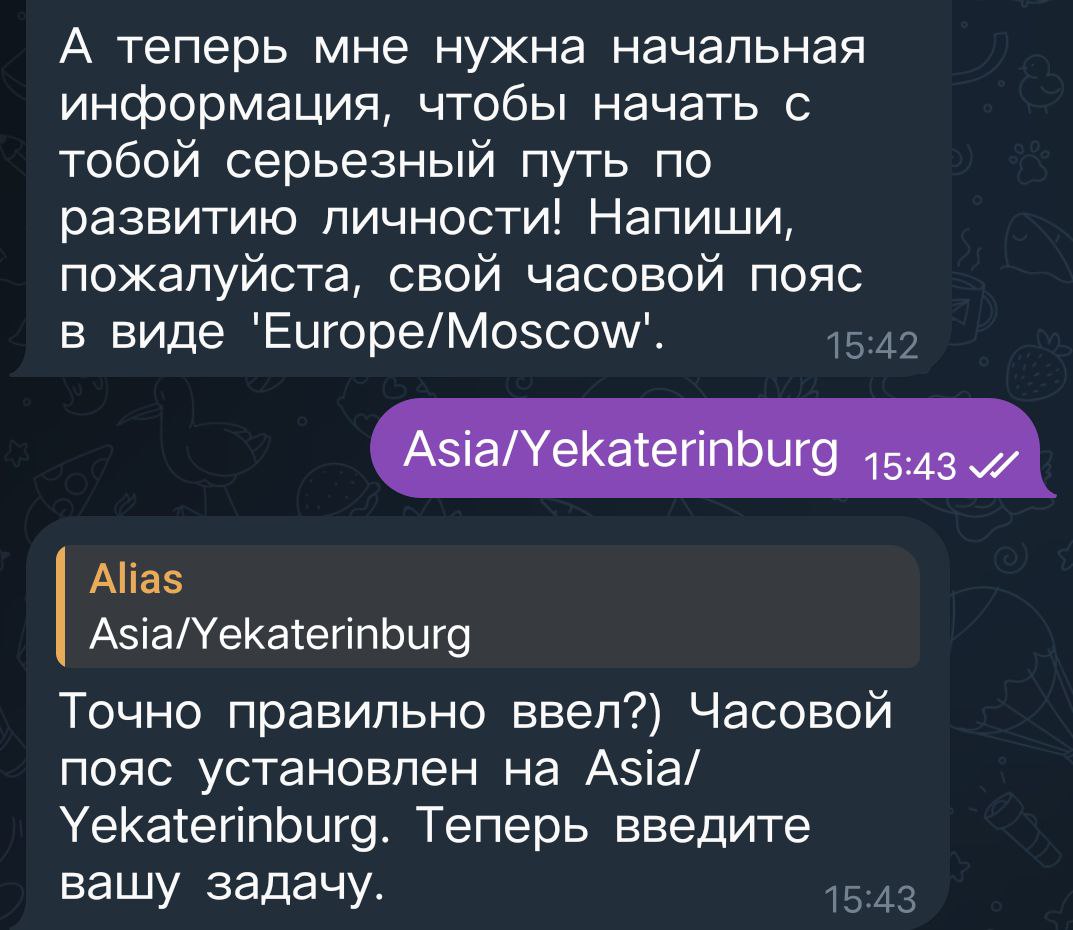 А теперь мне нужна начальная
информация, чтобы начать с
тобой серьезный путь по
развитию личности! Напиши,
пожалуйста, свой часовой пояс
в виде 'Europe/Moscow'.
15:42
Asia/Yekaterinburg 15:43
Alias
Asia/Yekaterinburg
Точно правильно ввел?) Часовой
пояс установлен на Asia/
Yekaterinburg. Теперь введите
вашу задачу.
15:43